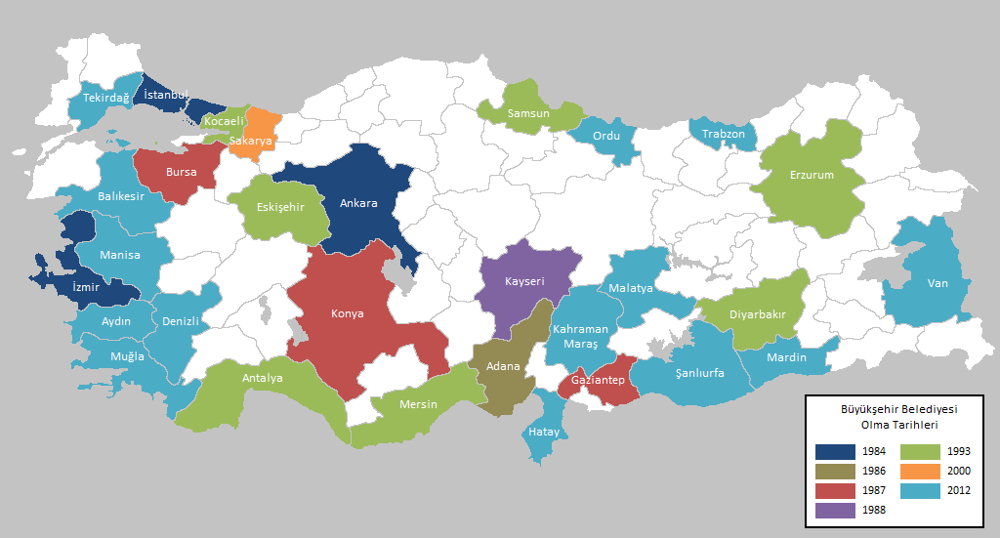 İstanbul
Tekirdağ
Kocaeli
Samsun
Ordu
Trabzon
Sakarya
Bursa
Erzurum
Balıkesir
Eskişehir
Ankara
Manisa
Kayseri
Van
İzmir
Malatya
Aydın
Denizli
Konya
Diyarbakır
Kahraman
Maraş
Muğla
Mardin
Adana
Şanlıurfa
Antalya
Gaziantep
Mersin
Hatay
Büyükşehir Belediyesi
Olma Tarihleri
1984
1993
1986
2000
1987
2012
1988